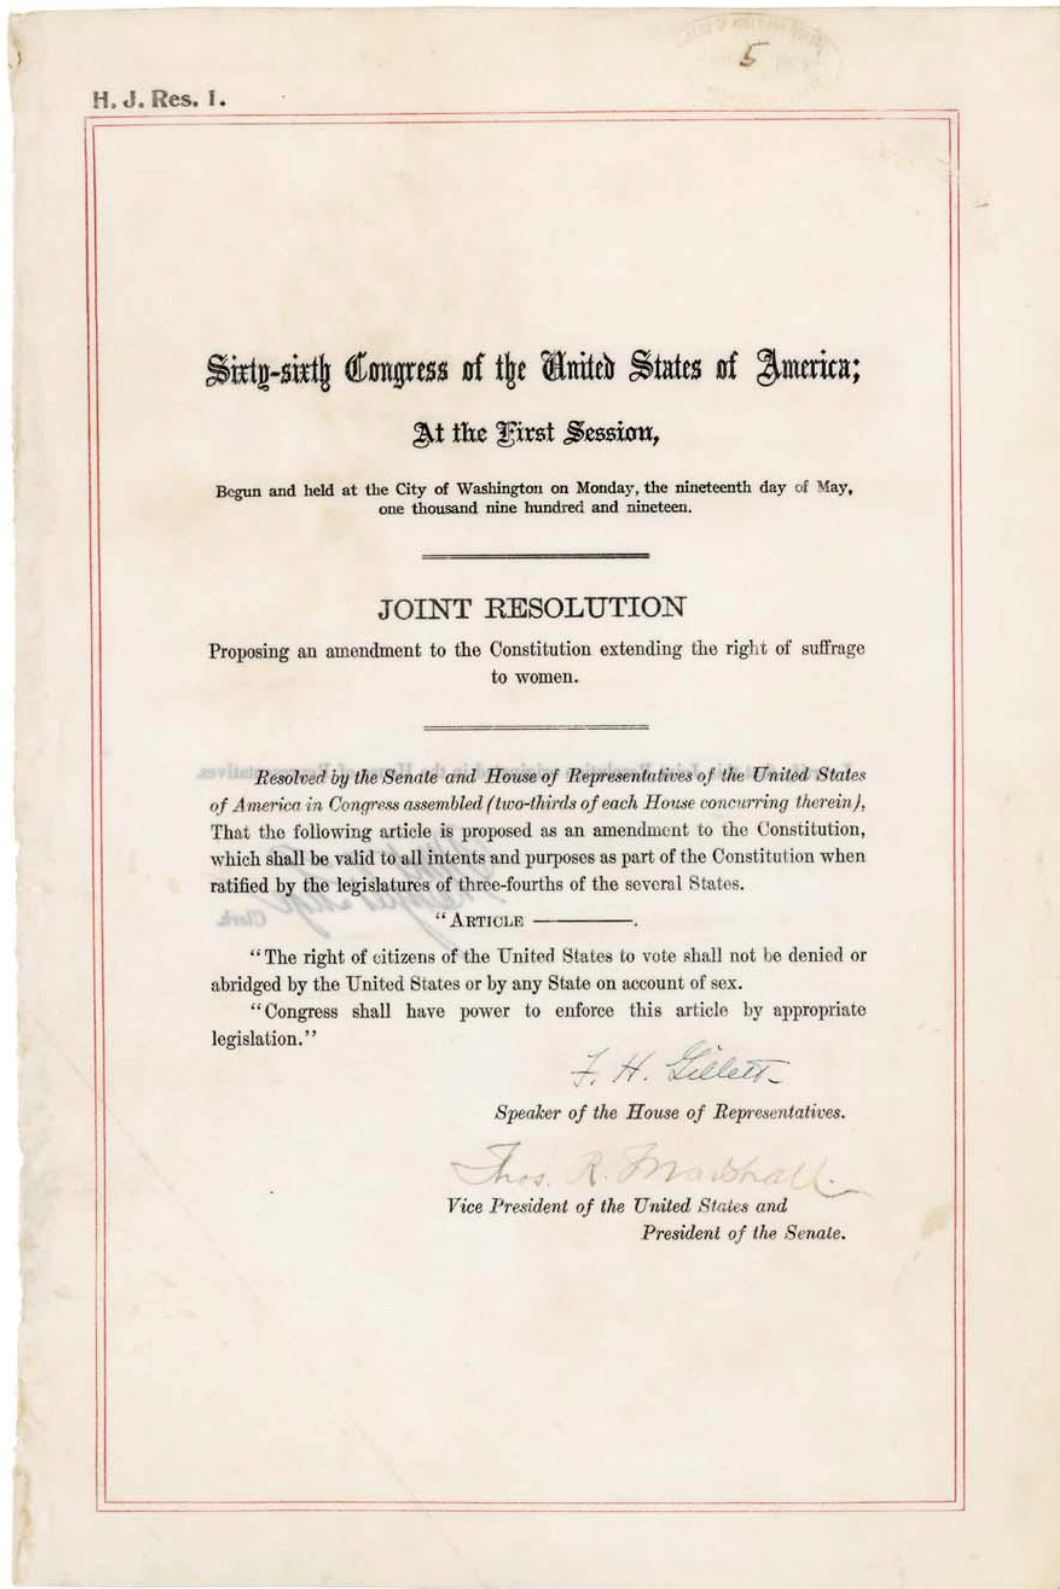 5
H. J. Res. 1.
Sixty-sixth Congress of the United States of America;
At the First Session,
Begun and held at the City of Washington on Monday, the nineteenth day of May,
one thousand nine hundred and nineteen.
JOINT RESOLUTION
Proposing an amendment to the Constitution extending the right of suffrage
to women.
Resolved by the Senate and House of Representatives of the United States
of America in Congress assembled (two-thirds of each House concurring therein),
That the following article is proposed as an amendment to the Constitution,
which shall be valid to all intents and purposes as part of the Constitution when
ratified by the legislatures of three-fourths of the several States.
"ARTICLE ———.
"The right of citizens of the United States to vote shall not be denied or
abridged by the United States or by any State on account of sex.
"Congress shall have power to enforce this article by appropriate
legislation."
F. H. Gillett
Speaker of the House of Representatives.
Thos. R. Marshall.
Vice President of the United States and
President of the Senate.